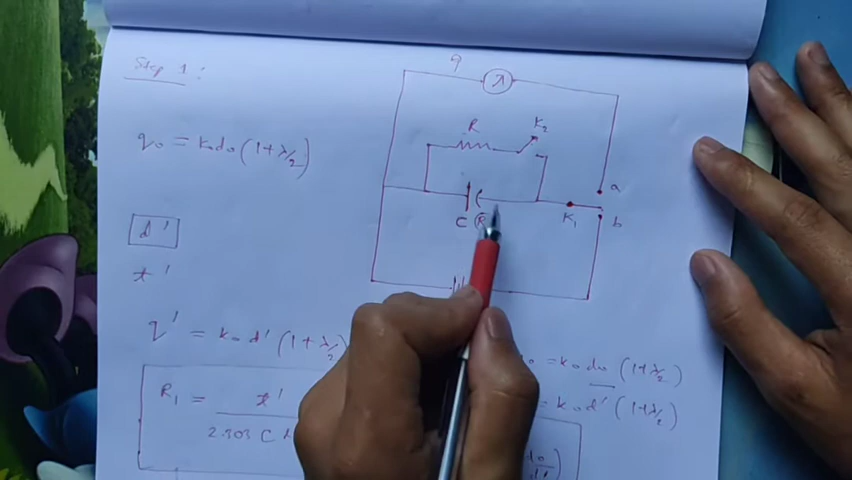 Step 1:
q
R
K₂
q₀ = k₀d₀(1+λ/2)
a
K₁
b
C
d'
t'
q' = k₀d'(1+λ/2)
= k₀d₀(1+λ/2)
= k₀d'(1+λ/2)
R₁ = t'
2.303 C
d₀